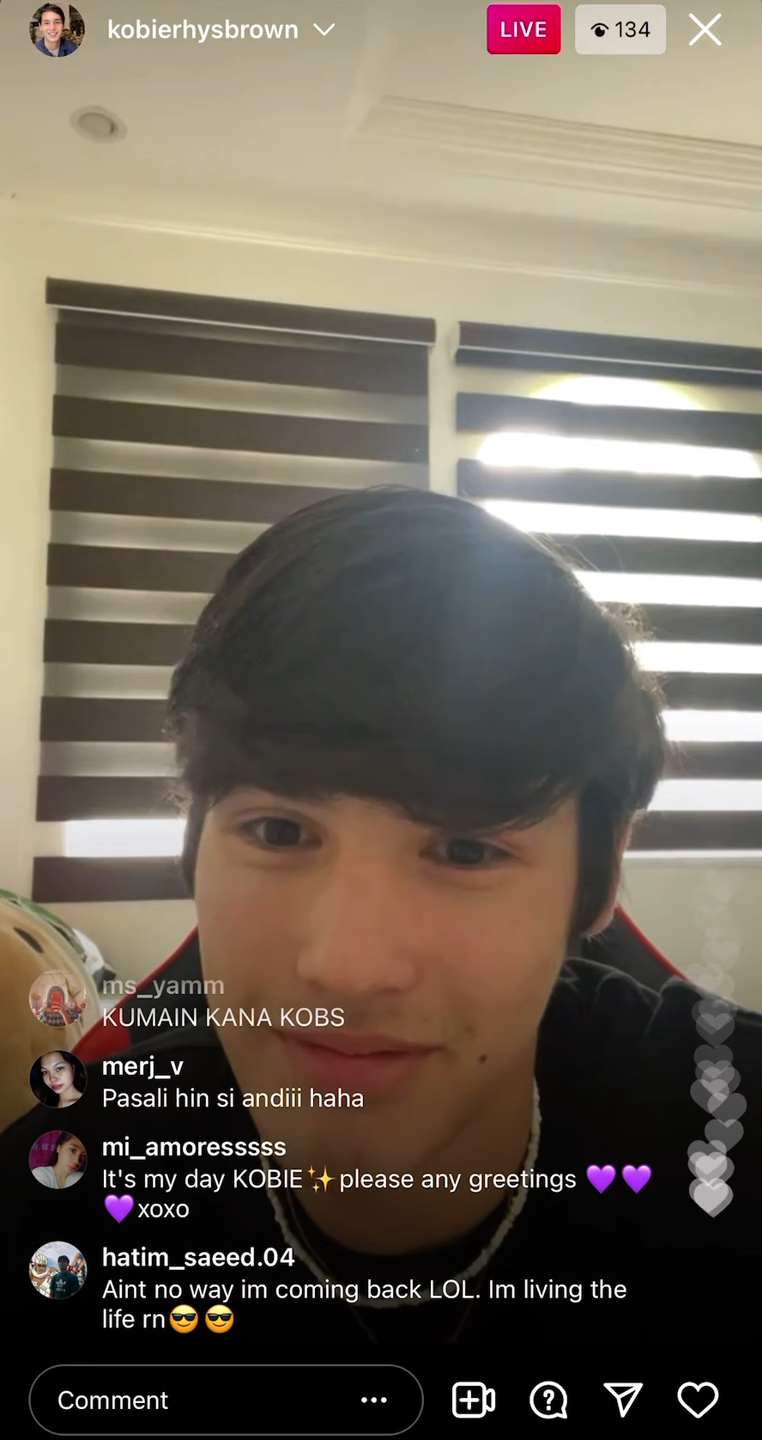 kobierhysbrown
LIVE
134
ms_yamm
KUMAIN KANA KOBS
merj_v
Pasali hin si andiii haha
mi_amoresssss
It's my day KOBIE✨please any greetings 💜💜
💜xoxo
hatim_saeed.04
Aint no way im coming back LOL. Im living the
life rn😎😎
Comment